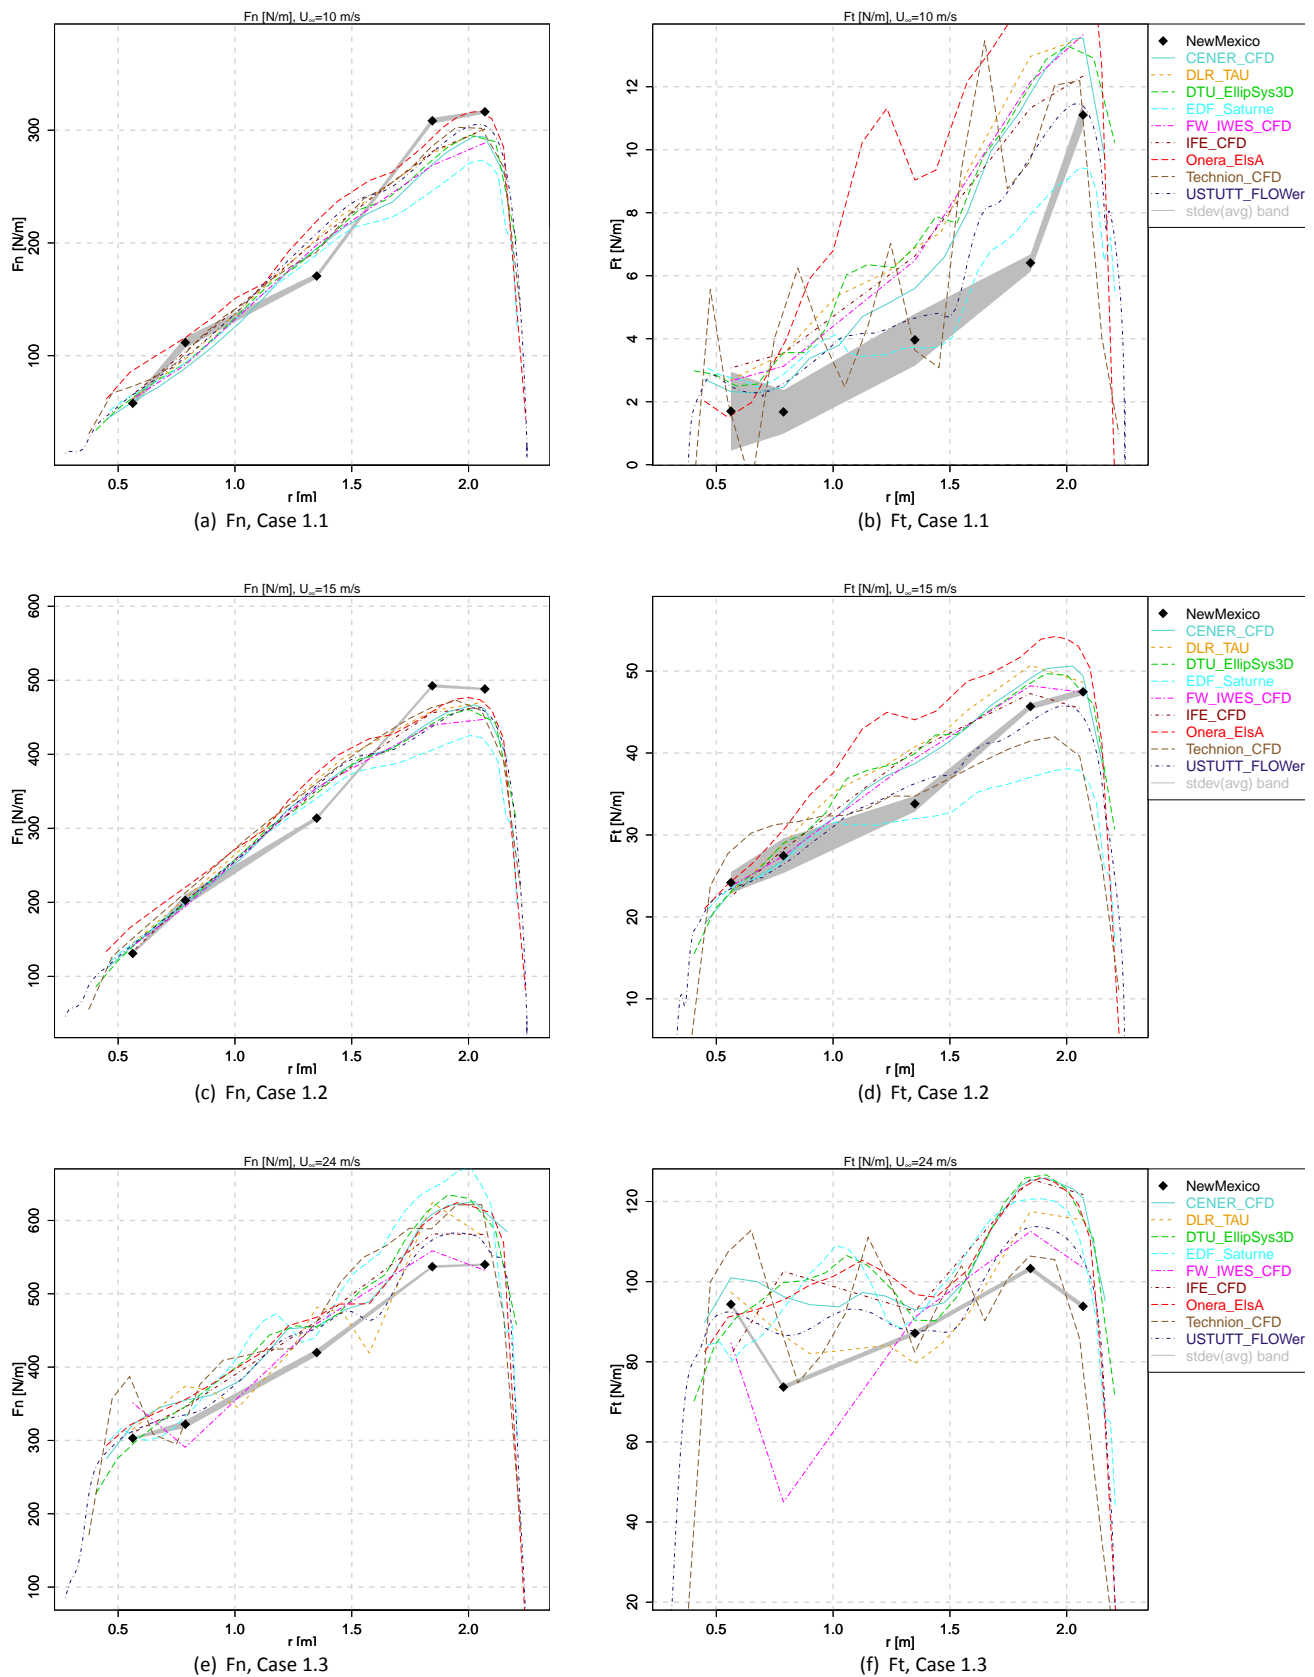 Fn [N/m], U∞=10 m/s
Fn [N/m]
300
200
100
0.5 1.0 1.5 2.0
r [m]
(a) Fn, Case 1.1
Ft [N/m], U∞=10 m/s
Ft [N/m]
12
10
8
6
4
2
0
0.5 1.0 1.5 2.0
r [m]
(b) Ft, Case 1.1
NewMexico
CENER_CFD
DLR_TAU
DTU_EllipSys3D
EDF_Saturne
FW_IWES_CFD
IFE_CFD
Onera_ElsA
Technion_CFD
USTUTT_FLOWer
stdev(avg) band
Fn [N/m], U∞=15 m/s
Fn [N/m]
600
500
400
300
200
100
0.5 1.0 1.5 2.0
r [m]
(c) Fn, Case 1.2
Ft [N/m], U∞=15 m/s
Ft [N/m]
50
40
30
20
10
0.5 1.0 1.5 2.0
r [m]
(d) Ft, Case 1.2
NewMexico
CENER_CFD
DLR_TAU
DTU_EllipSys3D
EDF_Saturne
FW_IWES_CFD
IFE_CFD
Onera_ElsA
Technion_CFD
USTUTT_FLOWer
stdev(avg) band
Fn [N/m], U∞=24 m/s
Fn [N/m]
600
500
400
300
200
100
0.5 1.0 1.5 2.0
r [m]
(e) Fn, Case 1.3
Ft [N/m], U∞=24 m/s
Ft [N/m]
120
100
80
60
40
20
0.5 1.0 1.5 2.0
r [m]
(f) Ft, Case 1.3
NewMexico
CENER_CFD
DLR_TAU
DTU_EllipSys3D
EDF_Saturne
FW_IWES_CFD
IFE_CFD
Onera_ElsA
Technion_CFD
USTUTT_FLOWer
stdev(avg) band